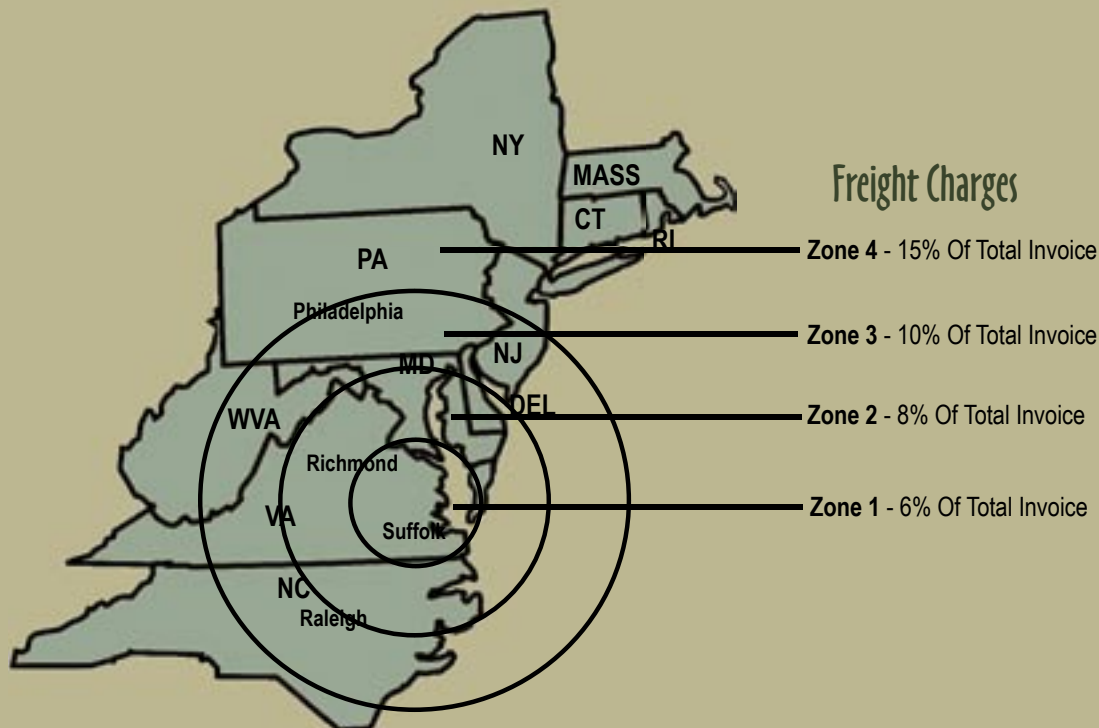 NY
MASS
Freight Charges
CT
RI
Zone 4 - 15% Of Total Invoice
PA
Philadelphia
Zone 3 - 10% Of Total Invoice
NJ
MD
DEL
Zone 2 - 8% Of Total Invoice
WVA
Richmond
Zone 1 - 6% Of Total Invoice
VA
Suffolk
NC
Raleigh